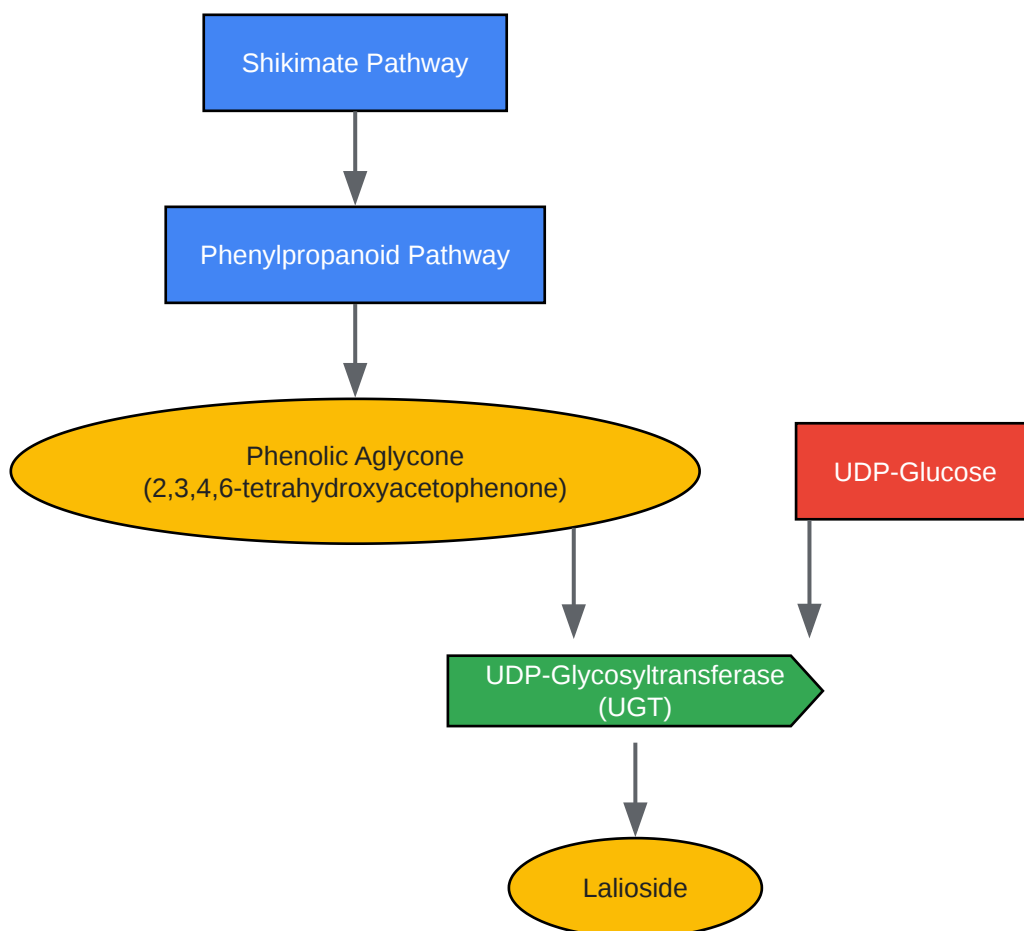 Shikimate Pathway
Phenylpropanoid Pathway
Phenolic Aglycone
(2,3,4,6-tetrahydroxyacetophenone)
UDP-Glucose
UDP-Glycosyltransferase
(UGT)
Lalioside